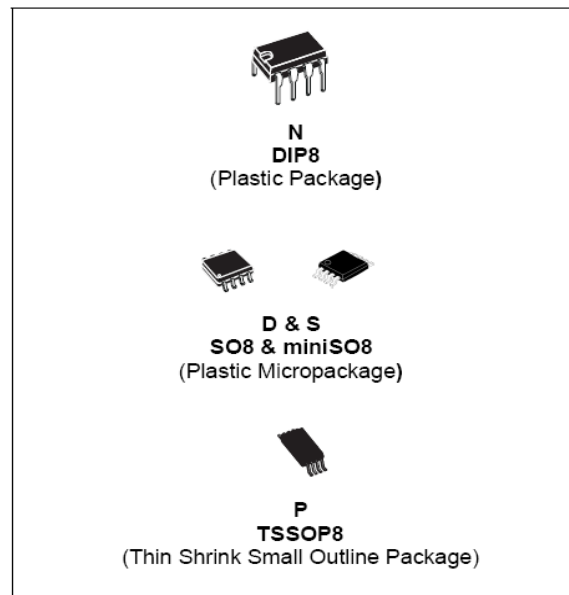 N
DIP8
(Plastic Package)
D & S
SO8 & miniSO8
(Plastic Micropackage)
P
TSSOP8
(Thin Shrink Small Outline Package)